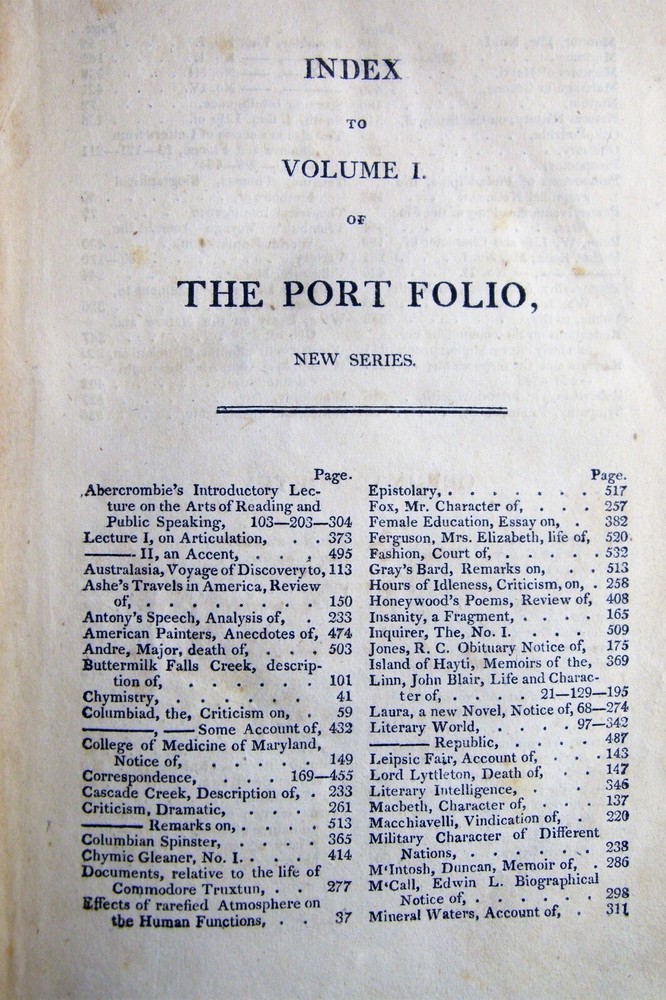 INDEX
TO
VOLUME I.
OF
THE PORT FOLIO,
NEW SERIES.
Page.
Abercrombie's Introductory Lec-
ture on the Arts of Reading and
Public Speaking, 103—203—304
Lecture I, on Articulation, . . 373
——— II, an Accent, . . . 495
Australasia, Voyage of Discovery to, 113
Ashe's Travels in America, Review
of, . . . . . . . . 150
Antony's Speech, Analysis of, . 233
American Painters, Anecdotes of, 474
Andre, Major, death of, . . . 503
Buttermilk Falls Creek, descrip-
tion of, . . . . . . 101
Chymistry, . . . . . . 41
Columbiad, the, Criticism on, . 59
————, —— Some Account of, 432
College of Medicine of Maryland,
Notice of, . . . . . 149
Correspondence, . . . 169—455
Cascade Creek, Description of, . 233
Criticism, Dramatic, . . . 261
———— Remarks on, . . . . 513
Columbian Spinster, . . . . 365
Chymic Gleaner, No. I. . . . 414
Documents, relative to the life of
Commodore Truxtun, . . 277
Effects of rarefied Atmosphere on
the Human Functions, . . 37
Page.
Epistolary, . . . . . . . 517
Fox, Mr. Character of, . . . 257
Female Education, Essay on, . 382
Ferguson, Mrs. Elizabeth, life of, 520
Fashion, Court of, . . . . . 532
Gray's Bard, Remarks on, . . 513
Hours of Idleness, Criticism, on, . 258
Honeywood's Poems, Review of, 408
Insanity, a Fragment, . . . . 165
Inquirer, The, No. I. . . . 509
Jones, R. C. Obituary Notice of, 175
Island of Hayti, Memoirs of the, 369
Linn, John Blair, Life and Charac-
ter of, . . . . 21—129—195
Laura, a new Novel, Notice of, 68—274
Literary World, . . . . 97—342
———— Republic, . . . . 487
Leipsic Fair, Account of, . . . 143
Lord Lyttleton, Death of, . . 147
Literary Intelligence, . . . 346
Macbeth, Character of, . . . 137
Macchiavelli, Vindication of, . 220
Military Character of Different
Nations, . . . . . . 238
M'Intosh, Duncan, Memoir of, . 286
M'Call, Edwin L. Biographical
Notice of, . . . . . . 298
Mineral Waters, Account of, . 311